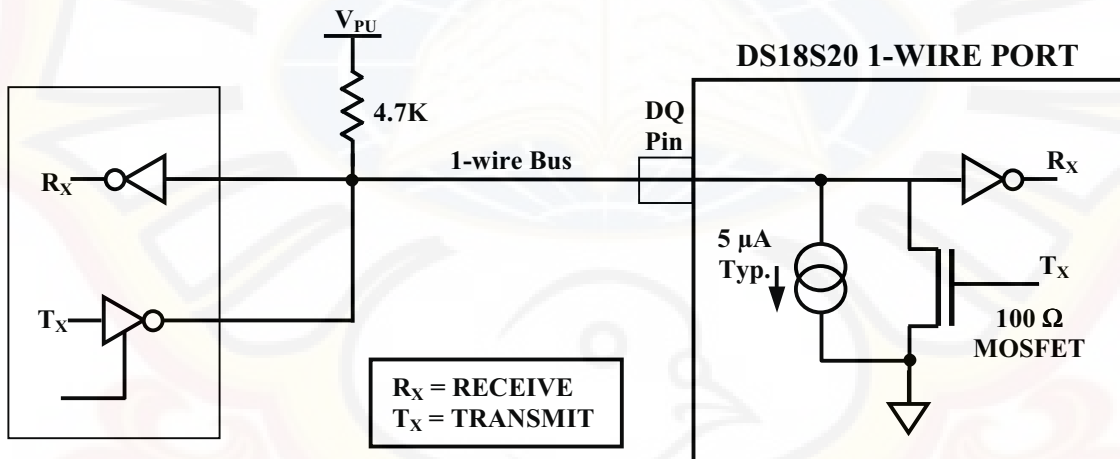 V_PU
DS18S20 1-WIRE PORT
4.7K
DQ
Pin
1-wire Bus
R_X
R_X
5 µA
Typ.
T_X
T_X
100 Ω
MOSFET
R_X = RECEIVE
T_X = TRANSMIT